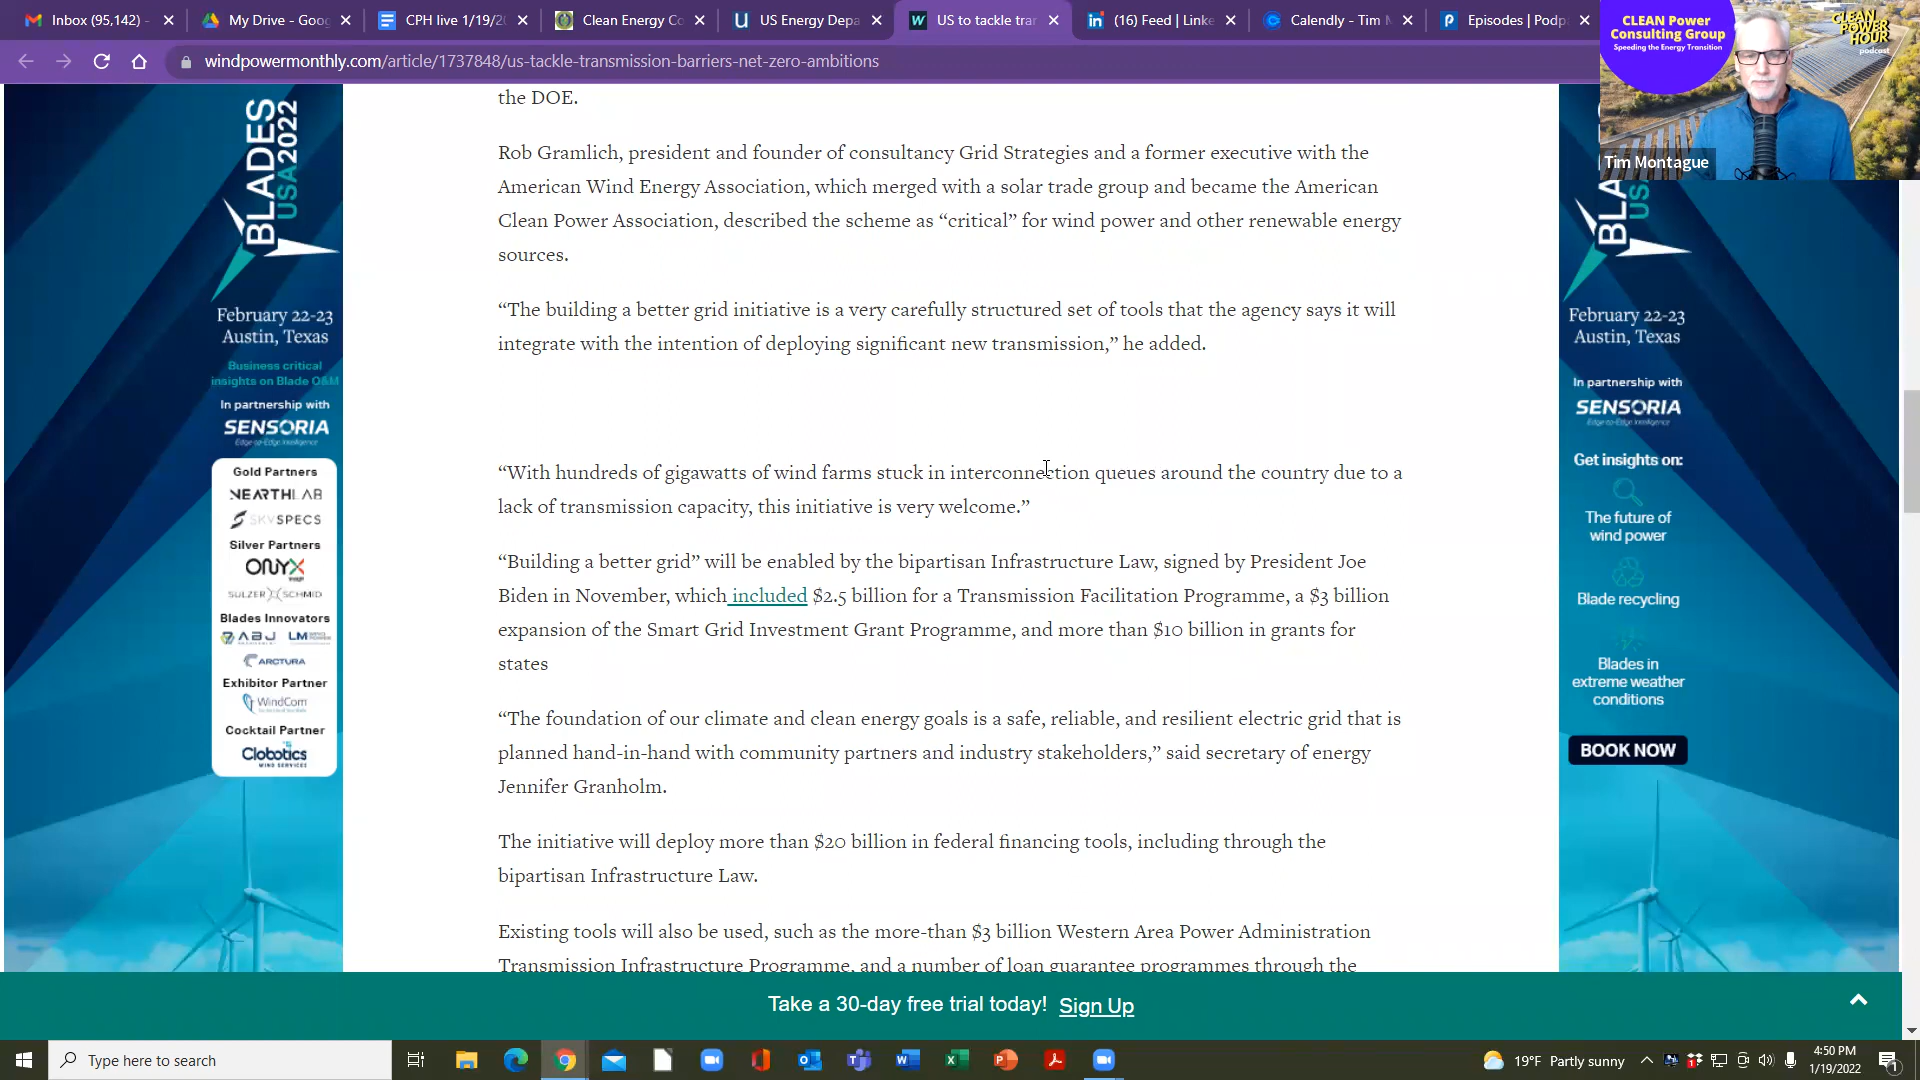 Inbox (95,142) -
My Drive - Goo
CPH live 1/19/2
Clean Energy Co
US Energy Depa
US to tackle tra
(16) Feed | Linke
Calendly - Tim
Episodes | Podp
windpowermonthly.com/article/1737848/us-tackle-transmission-barriers-net-zero-ambitions
CLEAN Power
Consulting Group
Speeding the Energy Transition
CLEAN
POWER
HOUR
podcast
Tim Montague
the DOE.
Rob Gramlich, president and founder of consultancy Grid Strategies and a former executive with the
American Wind Energy Association, which merged with a solar trade group and became the American
Clean Power Association, described the scheme as “critical” for wind power and other renewable energy
sources.
“The building a better grid initiative is a very carefully structured set of tools that the agency says it will
integrate with the intention of deploying significant new transmission,” he added.
“With hundreds of gigawatts of wind farms stuck in interconnection queues around the country due to a
lack of transmission capacity, this initiative is very welcome.”
“Building a better grid” will be enabled by the bipartisan Infrastructure Law, signed by President Joe
Biden in November, which included $2.5 billion for a Transmission Facilitation Programme, a $3 billion
expansion of the Smart Grid Investment Grant Programme, and more than $10 billion in grants for
states
“The foundation of our climate and clean energy goals is a safe, reliable, and resilient electric grid that is
planned hand-in-hand with community partners and industry stakeholders,” said secretary of energy
Jennifer Granholm.
The initiative will deploy more than $20 billion in federal financing tools, including through the
bipartisan Infrastructure Law.
Existing tools will also be used, such as the more-than $3 billion Western Area Power Administration
Transmission Infrastructure Programme, and a number of loan guarantee programmes through the
BLADES
USA2022
February 22-23
Austin, Texas
Business critical
insights on Blade O&M
In partnership with
SENSORIA
Edge-to-Edge Intelligence
Gold Partners
NEARTHLAB
SKYSPECS
Silver Partners
ONYX
SULZER SCHMID
Blades Innovators
ABJ
LM
ARCTURA
Exhibitor Partner
WindCom
Cocktail Partner
Clobotics
WIND SERVICES
BLA
US
February 22-23
Austin, Texas
In partnership with
SENSORIA
Edge-to-Edge Intelligence
Get insights on:
The future of
wind power
Blade recycling
Blades in
extreme weather
conditions
BOOK NOW
Take a 30-day free trial today! Sign Up
Type here to search
19°F Partly sunny
4:50 PM
1/19/2022